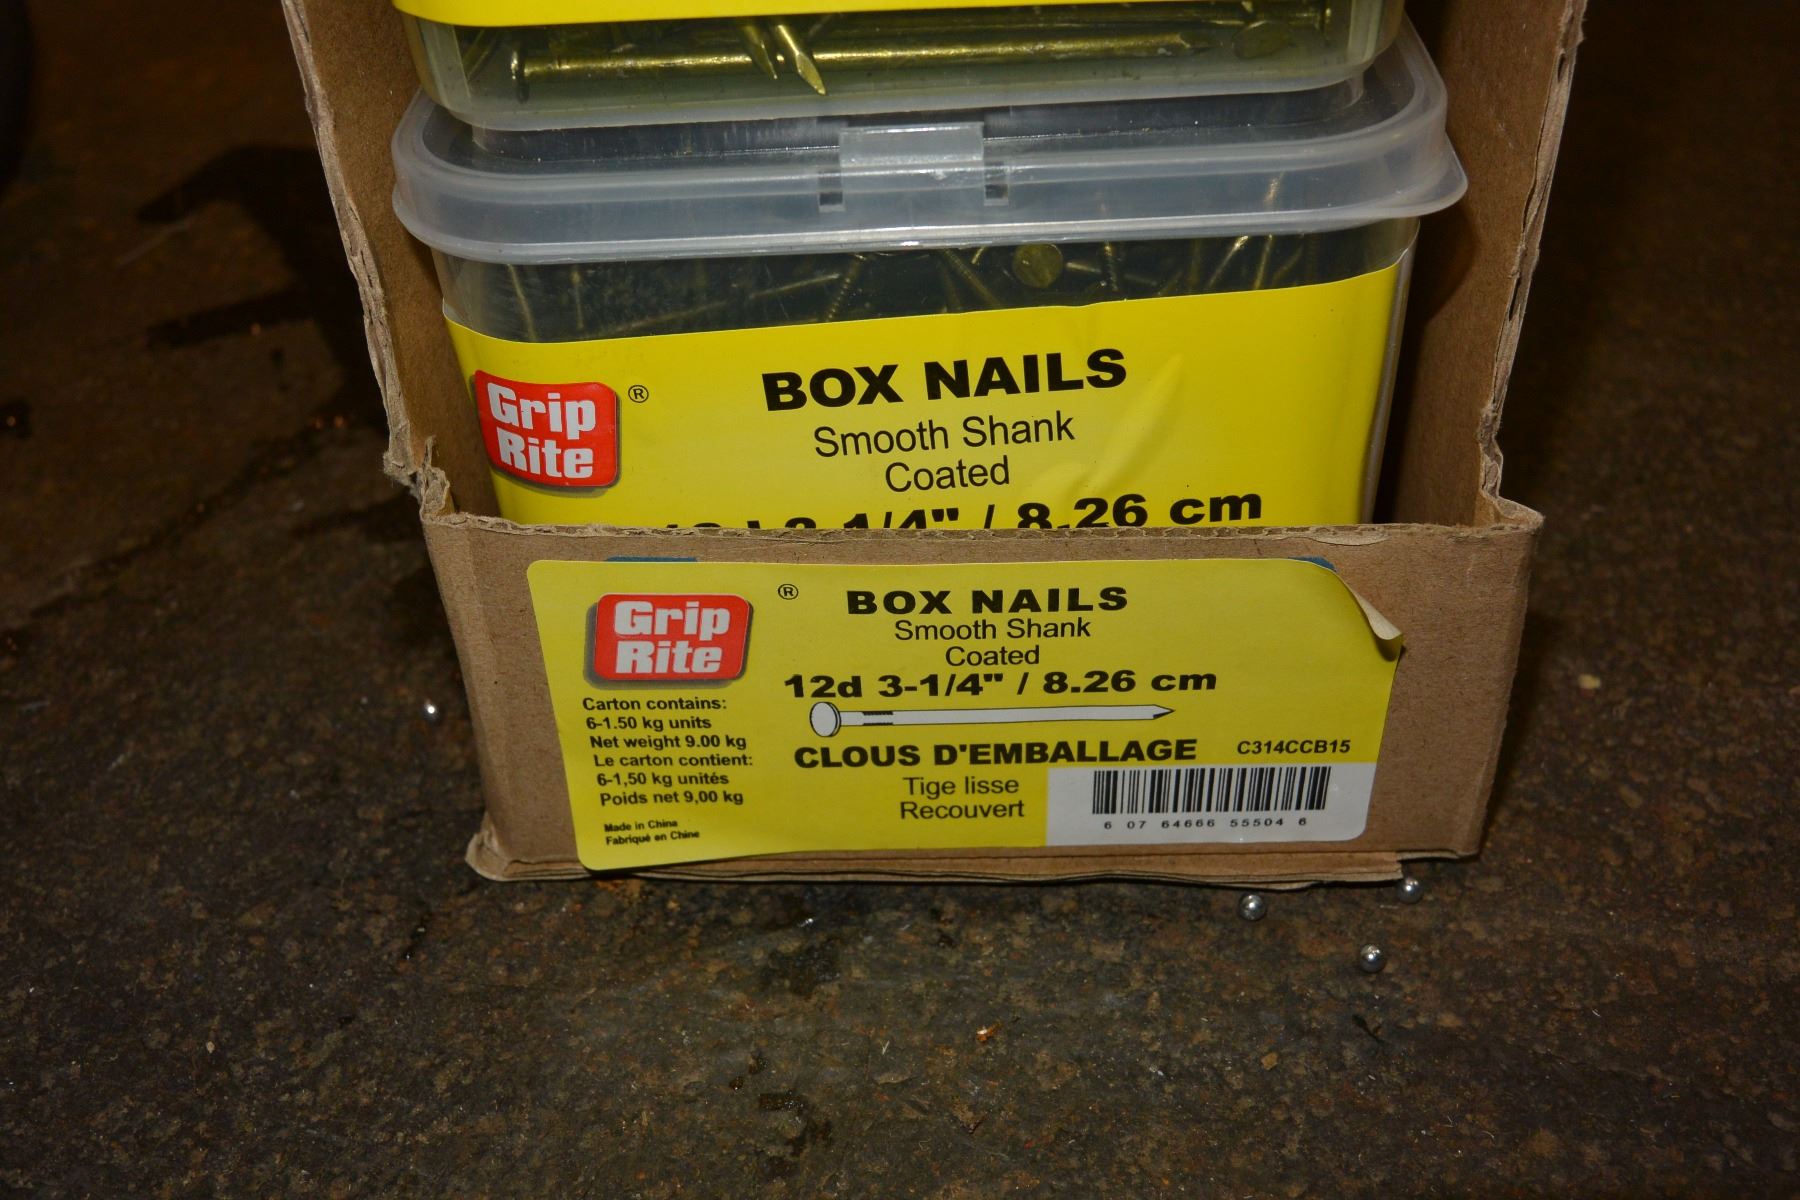 Grip
Rite
®
BOX NAILS
Smooth Shank
Coated
1/4" / 8.26 cm
Grip
Rite
®
BOX NAILS
Smooth Shank
Coated
12d 3-1/4" / 8.26 cm
Carton contains:
6-1.50 kg units
Net weight 9.00 kg
Le carton contient:
6-1,50 kg unités
Poids net 9,00 kg
Made in China
Fabriqué en Chine
CLOUS D'EMBALLAGE
C314CCB15
Tige lisse
Recouvert
6 07 64666 55504 6